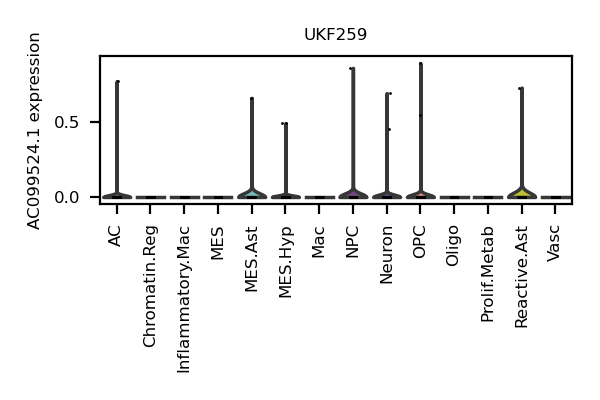 UKF259
AC099524.1 expression
0.5
0.0
AC
Chromatin.Reg
Inflammatory.Mac
MES
MES.Ast
MES.Hyp
Mac
NPC
Neuron
OPC
Oligo
Prolif.Metab
Reactive.Ast
Vasc